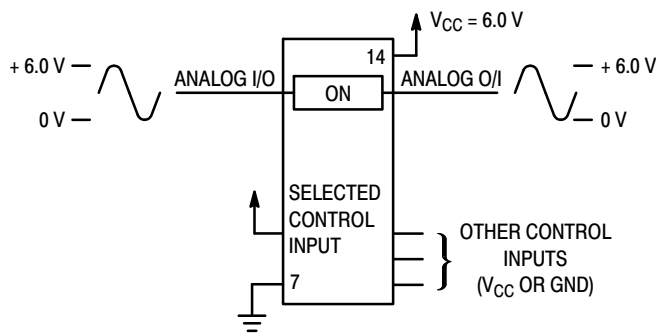 V_CC = 6.0 V
14
+ 6.0 V
ANALOG I/O
ON
ANALOG O/I
+ 6.0 V
0 V
0 V
SELECTED
CONTROL
INPUT
OTHER CONTROL
INPUTS
(V_CC OR GND)
7